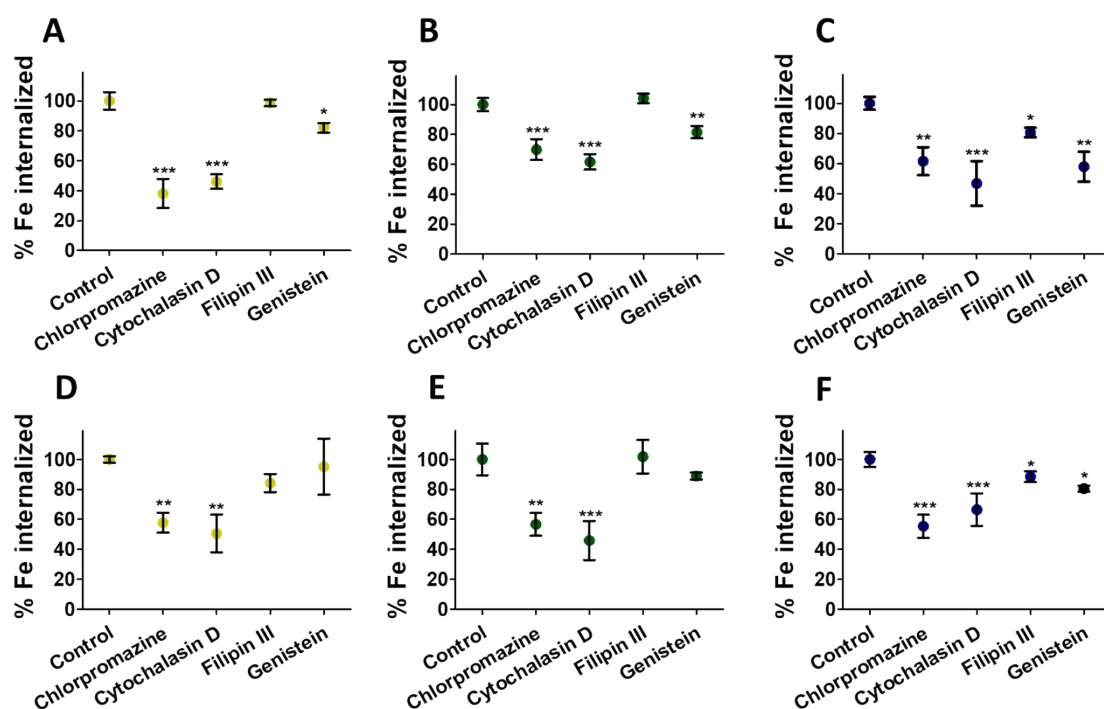 A
% Fe internalized
100
80
60
40
20
0
***
***
*
Control
Chlorpromazine
Cytochalasin D
Filipin III
Genistein
B
% Fe internalized
100
80
60
40
20
0
***
***
**
Control
Chlorpromazine
Cytochalasin D
Filipin III
Genistein
C
% Fe internalized
100
80
60
40
20
0
**
***
*
**
Control
Chlorpromazine
Cytochalasin D
Filipin III
Genistein
D
% Fe internalized
100
80
60
40
20
0
**
**
Control
Chlorpromazine
Cytochalasin D
Filipin III
Genistein
E
% Fe internalized
100
80
60
40
20
0
**
***
Control
Chlorpromazine
Cytochalasin D
Filipin III
Genistein
F
% Fe internalized
100
80
60
40
20
0
***
***
*
*
Control
Chlorpromazine
Cytochalasin D
Filipin III
Genistein